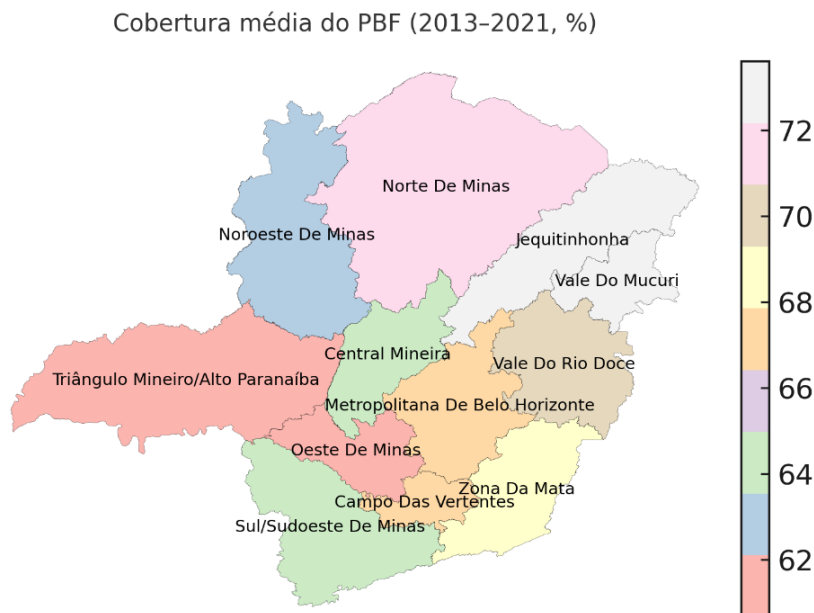 Cobertura média do PBF (2013–2021, %)
Norte De Minas
Noroeste De Minas
Jequitinhonha
Vale Do Mucuri
Central Mineira
Vale Do Rio Doce
Triângulo Mineiro/Alto Paranaíba
Metropolitana De Belo Horizonte
Oeste De Minas
Zona Da Mata
Campo Das Vertentes
Sul/Sudoeste De Minas
72
70
68
66
64
62